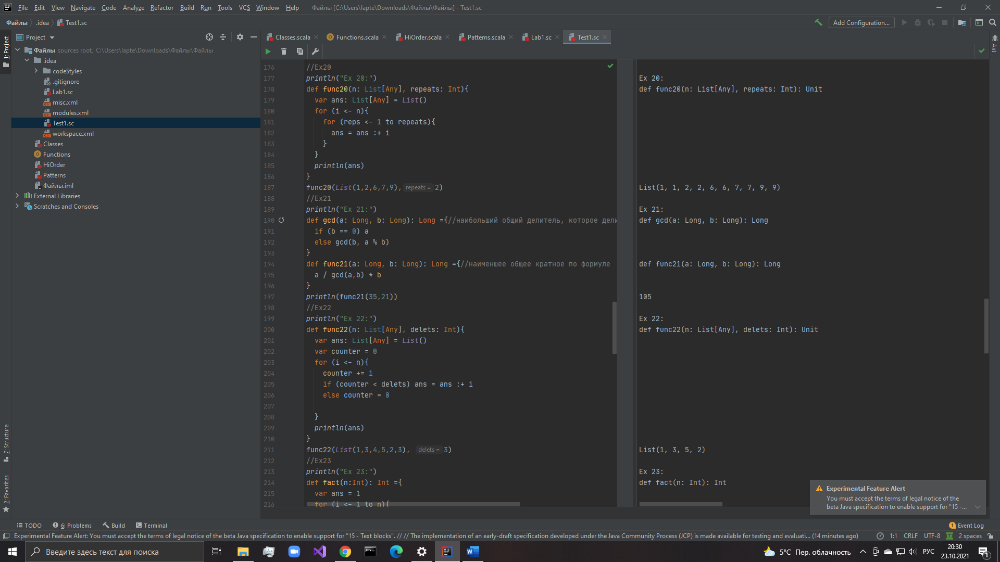 File Edit View Navigate Code Analyze Refactor Build Run Tools VCS Window Help Файлы [C:\Users\lapte\Downloads\Файлы\Файлы] - Test1.sc
Файлы .idea Test1.sc Add Configuration...
Project Classes.scala Functions.scala HiOrder.scala Patterns.scala Lab1.sc Test1.sc
1: Project
Ant
Файлы sources root, C:\Users\lapte\Downloads\Файлы\Файлы
.idea
codeStyles
.gitignore
Lab1.sc
misc.xml
modules.xml
Test1.sc
workspace.xml
Classes
Functions
HiOrder
Patterns
Файлы.iml
External Libraries
Scratches and Consoles
7: Structure
2: Favorites
176 //Ex20
177 println("Ex 20:")
178 def func20(n: List[Any], repeats: Int){
179 var ans: List[Any] = List()
180 for (i <- n){
181 for (reps <- 1 to repeats){
182 ans = ans :+ i
183 }
184 }
185 println(ans)
186 }
187 func20(List(1,2,6,7,9), repeats = 2)
188 //Ex21
189 println("Ex 21:")
190 def gcd(a: Long, b: Long): Long ={//наибольший общий делитель, которое дели
191 if (b == 0) a
192 else gcd(b, a % b)
193 }
194 def func21(a: Long, b: Long): Long ={//наименшее общее кратное по формуле
195 a / gcd(a,b) * b
196 }
197 println(func21(35,21))
198 //Ex22
199 println("Ex 22:")
200 def func22(n: List[Any], delets: Int){
201 var ans: List[Any] = List()
202 var counter = 0
203 for (i <- n){
204 counter += 1
205 if (counter < delets) ans = ans :+ i
206 else counter = 0
207
208 }
209 println(ans)
210 }
211 func22(List(1,3,4,5,2,3), delets = 3)
212 //Ex23
213 println("Ex 23:")
214 def fact(n:Int): Int ={
215 var ans = 1
216 for (i <- 1 to n){
Ex 20:
def func20(n: List[Any], repeats: Int): Unit
List(1, 1, 2, 2, 6, 6, 7, 7, 9, 9)
Ex 21:
def gcd(a: Long, b: Long): Long
def func21(a: Long, b: Long): Long
105
Ex 22:
def func22(n: List[Any], delets: Int): Unit
List(1, 3, 5, 2)
Ex 23:
def fact(n: Int): Int
Experimental Feature Alert
You must accept the terms of legal notice of the
beta Java specification to enable support for "15 -...
TODO 6: Problems Build Terminal 1 Event Log
Experimental Feature Alert: You must accept the terms of legal notice of the beta Java specification to enable support for "15 - Text blocks". // // The implementation of an early-draft specification developed under the Java Community Process (JCP) is made available for testing and evaluati... (14 minutes ago) 1:1 CRLF UTF-8 [T] 2 spaces
Введите здесь текст для поиска 5°C Пер. облачность РУС 20:30
23.10.2021 1